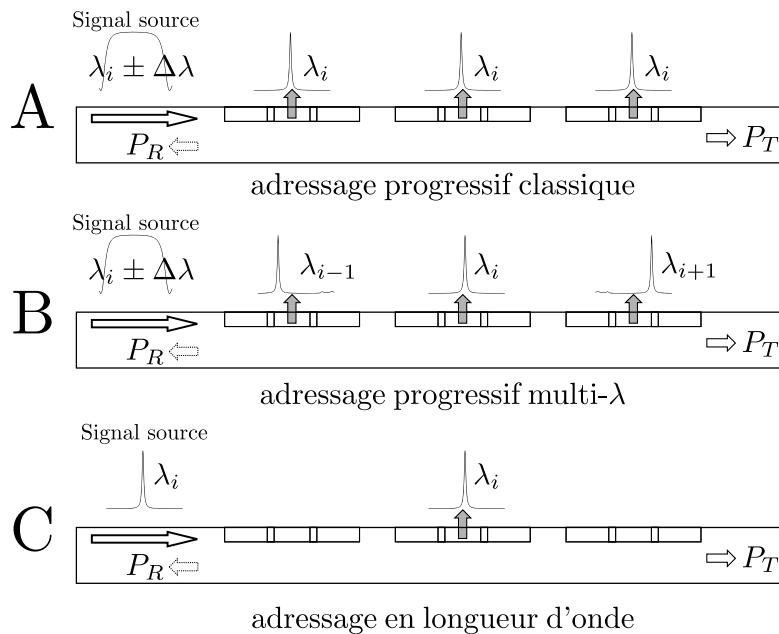 Signal source
λi ± Δλ
λi
λi
λi
A
PR
PT
adressage progressif classique
Signal source
λi ± Δλ
λi−1
λi
λi+1
B
PR
PT
adressage progressif multi-λ
Signal source
λi
λi
C
PR
PT
adressage en longueur d'onde